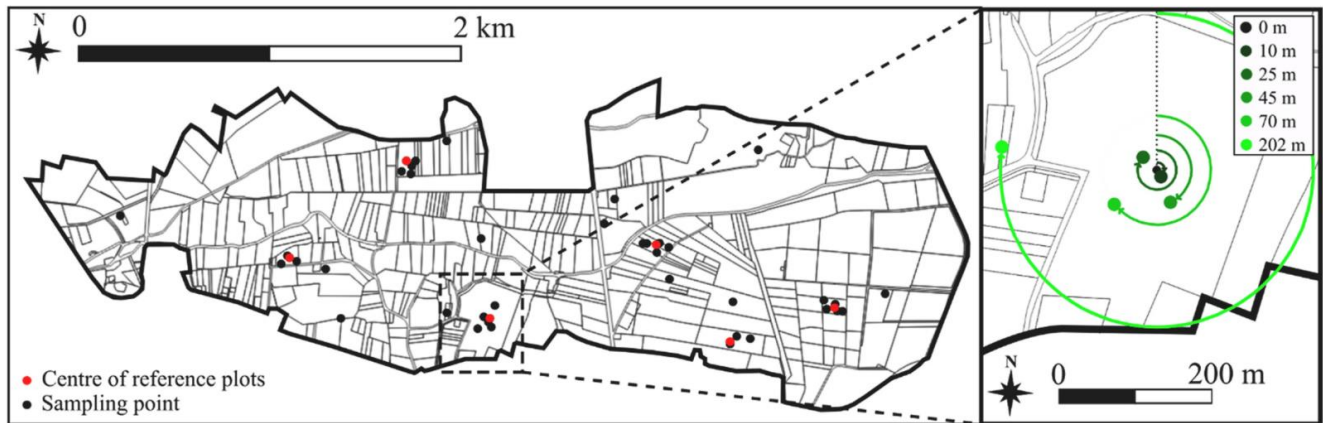 N
0 2 km
Centre of reference plots
Sampling point
0 m
10 m
25 m
45 m
70 m
202 m
N
0 200 m